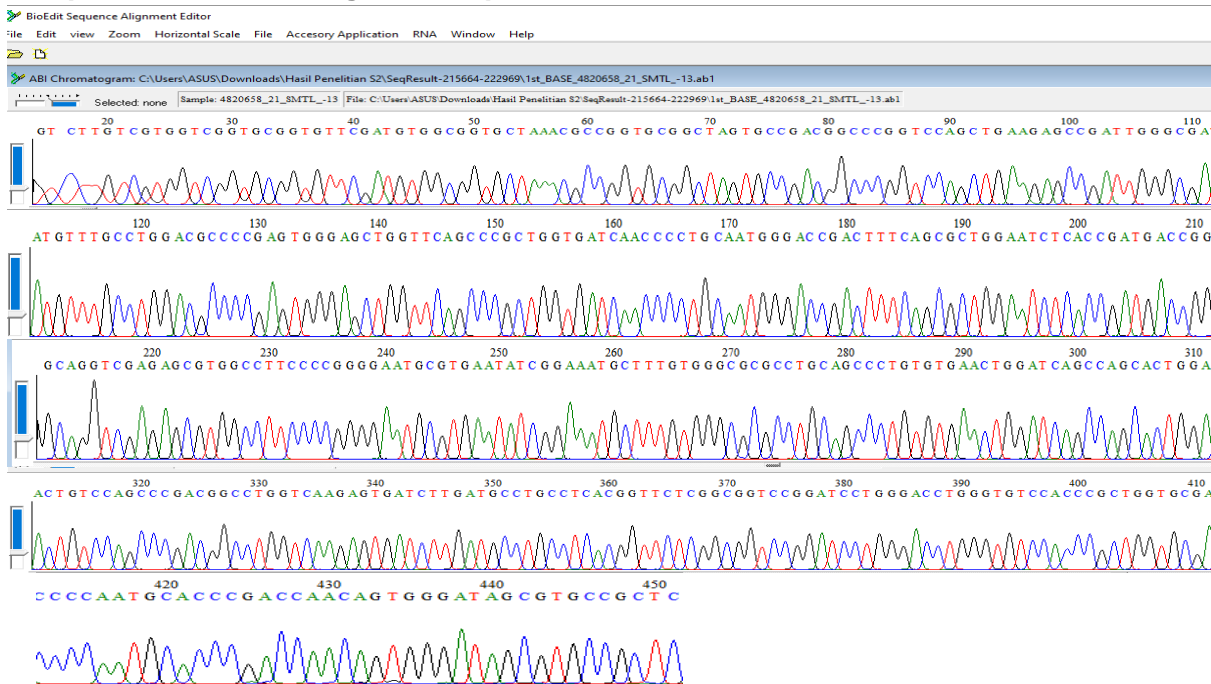 BioEdit Sequence Alignment Editor
File Edit view Zoom Horizontal Scale File Accesory Application RNA Window Help
ABI Chromatogram: C:\Users\ASUS\Downloads\Hasil Penelitian S2\SeqResult-215664-222969\1st_BASE_4820658_21_SMTL_-13.ab1
Selected: none Sample: 4820658_21_SMTL_-13 File: C:\Users\ASUS\Downloads\Hasil Penelitian S2\SeqResult-215664-222969\1st_BASE_4820658_21_SMTL_-13.ab1
20 30 40 50 60 70 80 90 100 110
GT CTTGTCGTGGTCGGTGCGGTGTTCGATGTGGCGGTGCTAAACGCCGGTGCGGCTAGTGCCGACGGCCCGGTCCAGCTGAAGAGCCGATTGGGCGA
120 130 140 150 160 170 180 190 200 210
ATGTTTGCCTGGACGCCCCGAGTGGGAGCTGGTTCAGCCCGCTGGTGATCAACCCCCTGCAATGGGACCGACTTTCAGCGCTGGAATCTCACCGATGACCGG
220 230 240 250 260 270 280 290 300 310
GCAGGTCGAGAGCGTGGCCTTCCCCGGGGAATGCGTGAATATCGGAAATGCTTTGTGGGCGCGCCTGCAGCCCTGTGTGAACTGGATCAGCCAGCACTGGA
320 330 340 350 360 370 380 390 400 410
ACTGTCCAGCCCGACGGCCTGGTCAAGAGTGATCTTGATGCCTGCCTCACGGTTCTCGGCGGTCCGGATCCTGGGACCTGGGTGTCCACCCGCTGGTGCGA
420 430 440 450
CCCCAATGCACCCGACCAACAGTGGGATAGCGTGCCGCTC